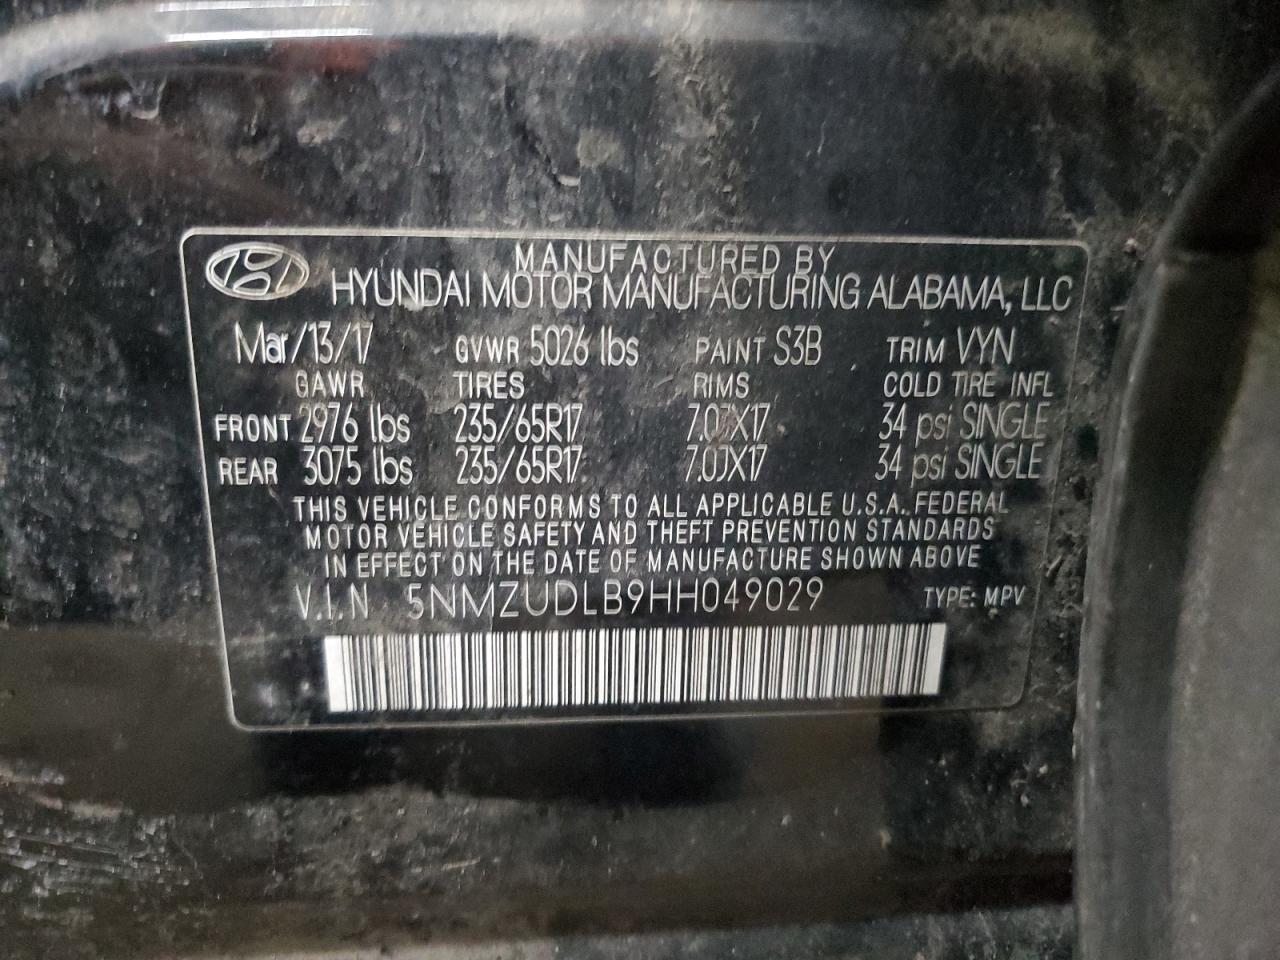 MANUFACTURED BY
HYUNDAI MOTOR MANUFACTURING ALABAMA, LLC
Mar/13/17 GVWR 5026 lbs PAINT S3B TRIM VYN
GAWR TIRES RIMS COLD TIRE INFL
FRONT 2976 lbs 235/65R17 7.0JX17 34 psi SINGLE
REAR 3075 lbs 235/65R17 7.0JX17 34 psi SINGLE
THIS VEHICLE CONFORMS TO ALL APPLICABLE U.S.A. FEDERAL
MOTOR VEHICLE SAFETY AND THEFT PREVENTION STANDARDS
IN EFFECT ON THE DATE OF MANUFACTURE SHOWN ABOVE
V.I.N 5NMZUDLB9HH049029 TYPE: MPV